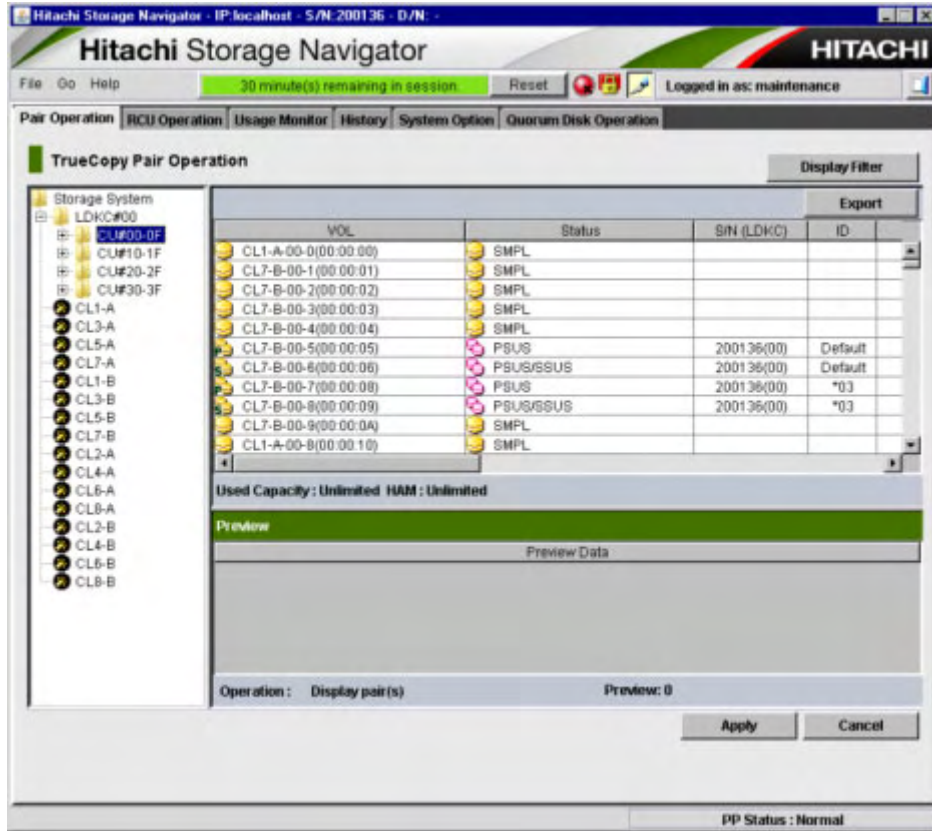 Hitachi Storage Navigator - IP:localhost - S/N:200136 - D/N: -
Hitachi Storage Navigator HITACHI
File Go Help 30 minute(s) remaining in session. Reset Logged in as: maintenance
Pair Operation RCU Operation Usage Monitor History System Option Quorum Disk Operation
TrueCopy Pair Operation
Display Filter
Storage System
LDKC#00
CU#00-0F
CU#10-1F
CU#20-2F
CU#30-3F
CL1-A
CL3-A
CL5-A
CL7-A
CL1-B
CL3-B
CL5-B
CL7-B
CL2-A
CL4-A
CL6-A
CL8-A
CL2-B
CL4-B
CL6-B
CL8-B
Export
VOL Status S/N (LDKC) ID
CL1-A-00-0(00:00:00) SMPL
CL7-B-00-1(00:00:01) SMPL
CL7-B-00-2(00:00:02) SMPL
CL7-B-00-3(00:00:03) SMPL
CL7-B-00-4(00:00:04) SMPL
CL7-B-00-5(00:00:05) PSUS 200136(00) Default
CL7-B-00-6(00:00:06) PSUS/SSUS 200136(00) Default
CL7-B-00-7(00:00:08) PSUS 200136(00) *03
CL7-B-00-8(00:00:09) PSUS/SSUS 200136(00) *03
CL7-B-00-9(00:00:0A) SMPL
CL1-A-00-B(00:00:10) SMPL
Used Capacity : Unlimited HAM : Unlimited
Preview
Preview Data
Operation : Display pair(s) Preview: 0
Apply Cancel
PP Status : Normal